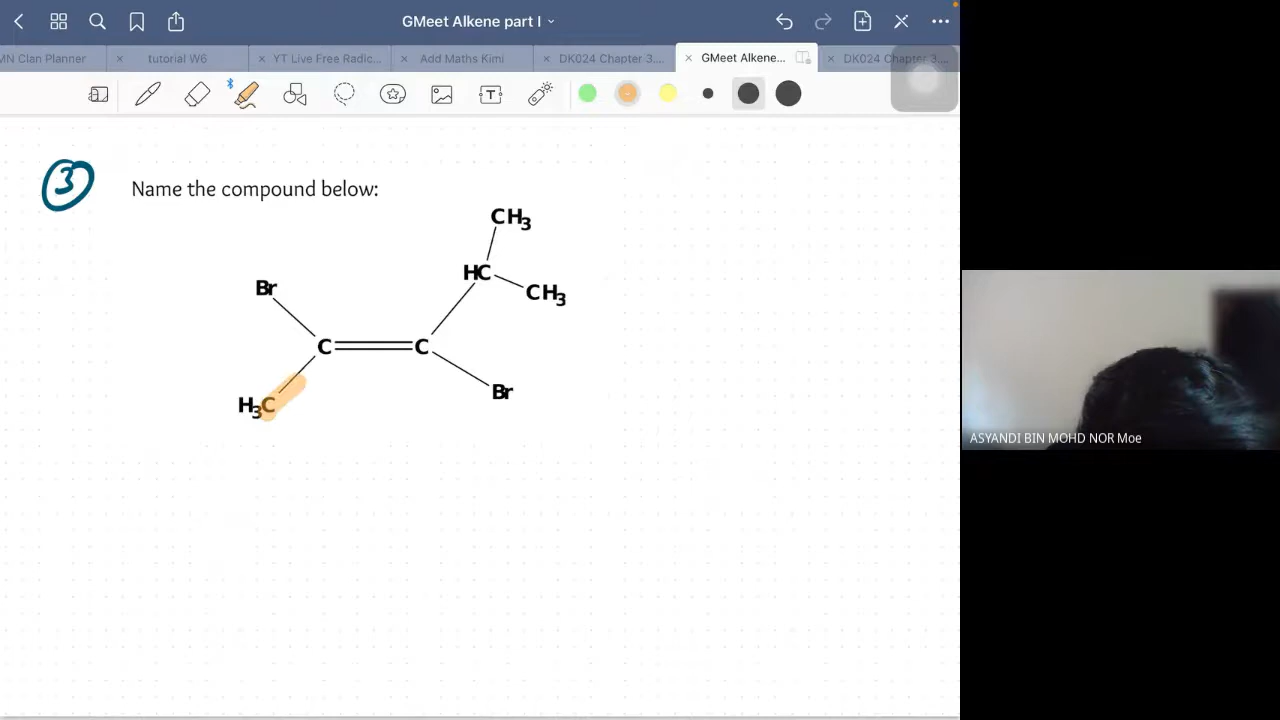 GMeet Alkene part I
MN Clan Planner
tutorial W6
YT Live Free Radic...
Add Maths Kimi
DK024 Chapter 3....
GMeet Alkene...
DK024 Chapter 3....
T
3
Name the compound below:
CH3
HC
CH3
Br
C
C
Br
H3C
ASYANDI BIN MOHD NOR Moe